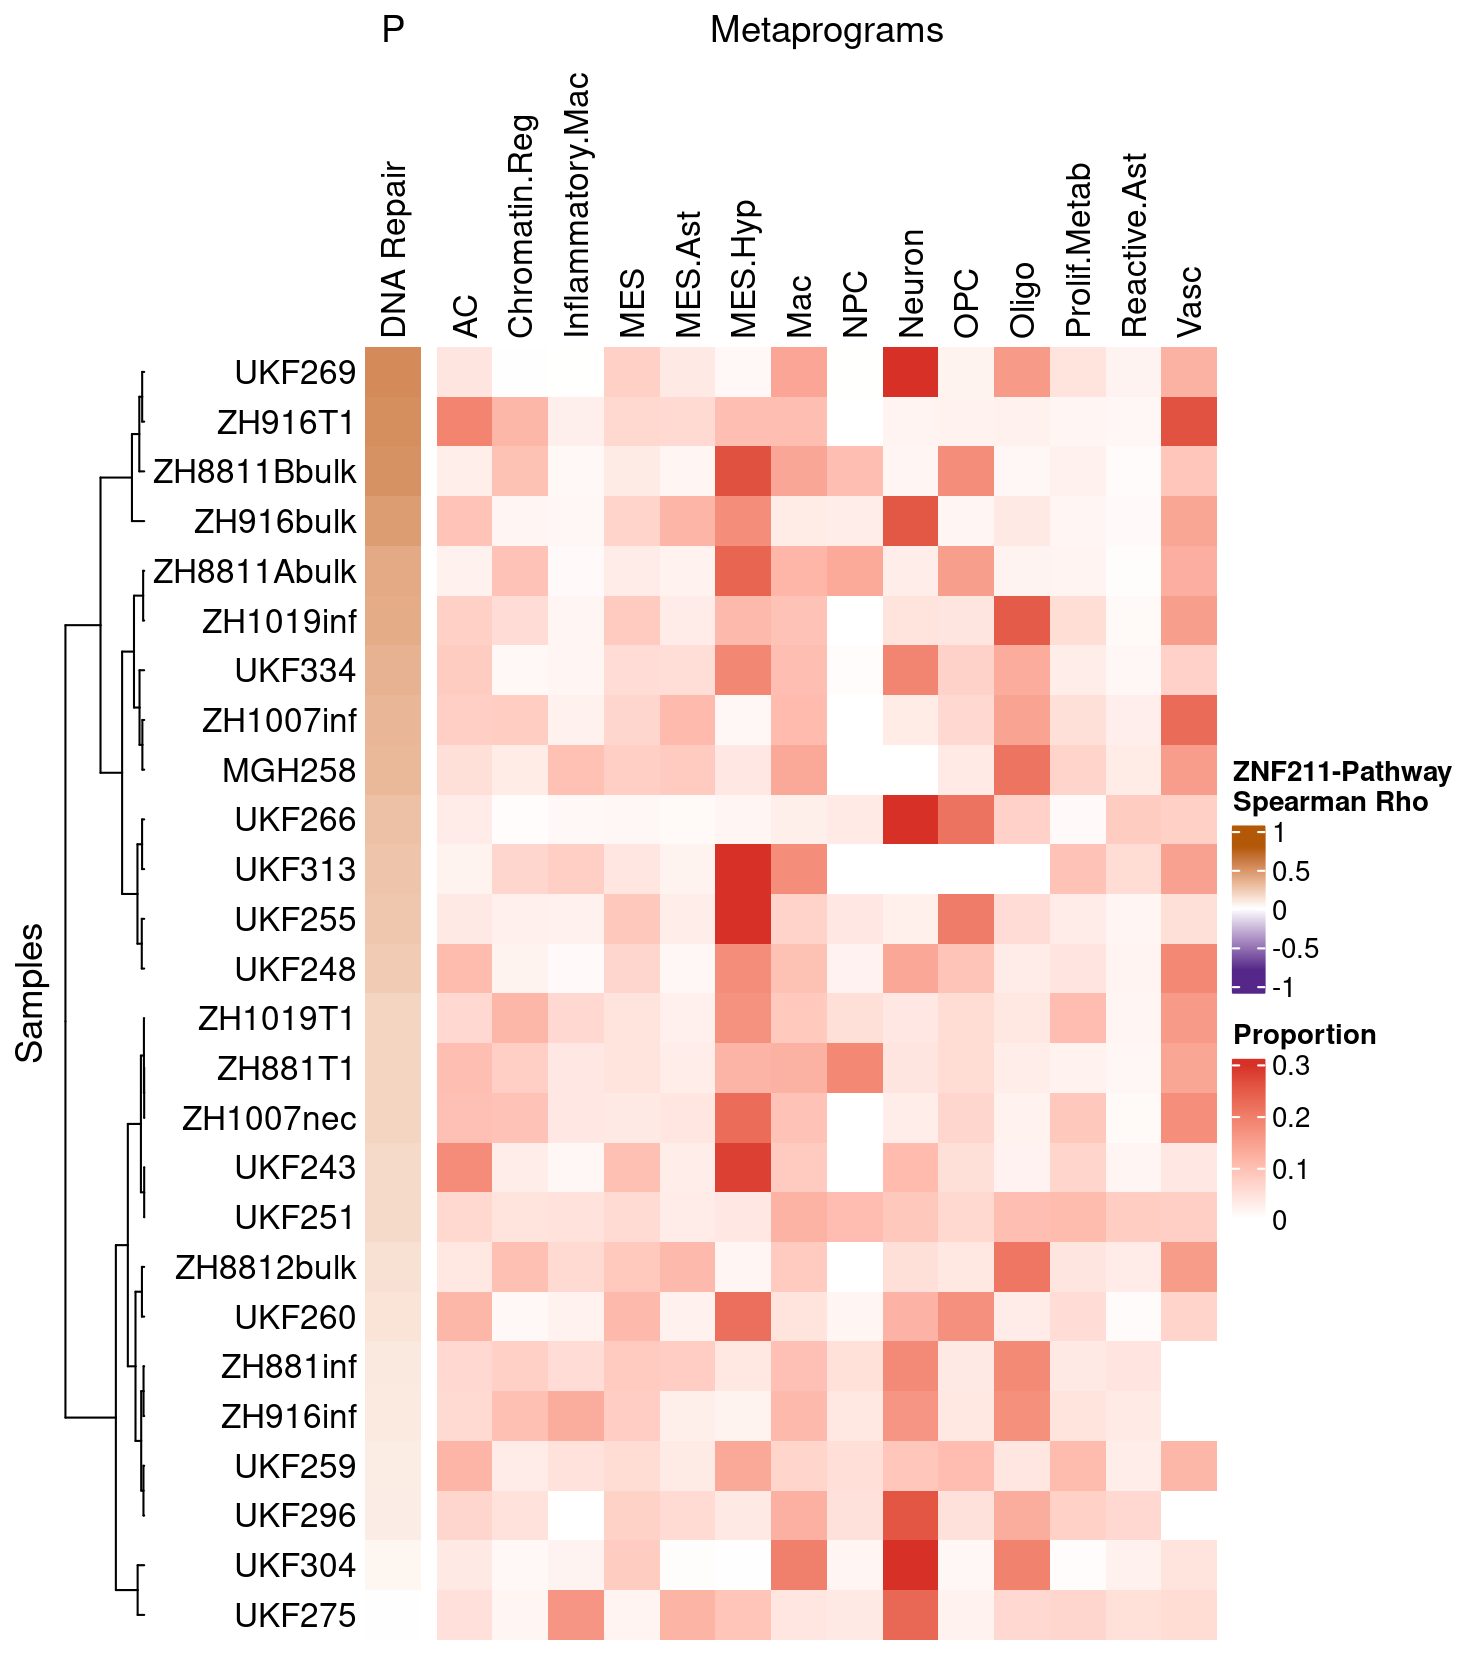 P
Metaprograms
DNA Repair
AC
Chromatin.Reg
Inflammatory.Mac
MES
MES.Ast
MES.Hyp
Mac
NPC
Neuron
OPC
Oligo
Prolif.Metab
Reactive.Ast
Vasc
Samples
UKF269
ZH916T1
ZH8811Bbulk
ZH916bulk
ZH8811Abulk
ZH1019inf
UKF334
ZH1007inf
MGH258
UKF266
UKF313
UKF255
UKF248
ZH1019T1
ZH881T1
ZH1007nec
UKF243
UKF251
ZH8812bulk
UKF260
ZH881inf
ZH916inf
UKF259
UKF296
UKF304
UKF275
ZNF211-Pathway
Spearman Rho
1
0.5
0
-0.5
-1
Proportion
0.3
0.2
0.1
0